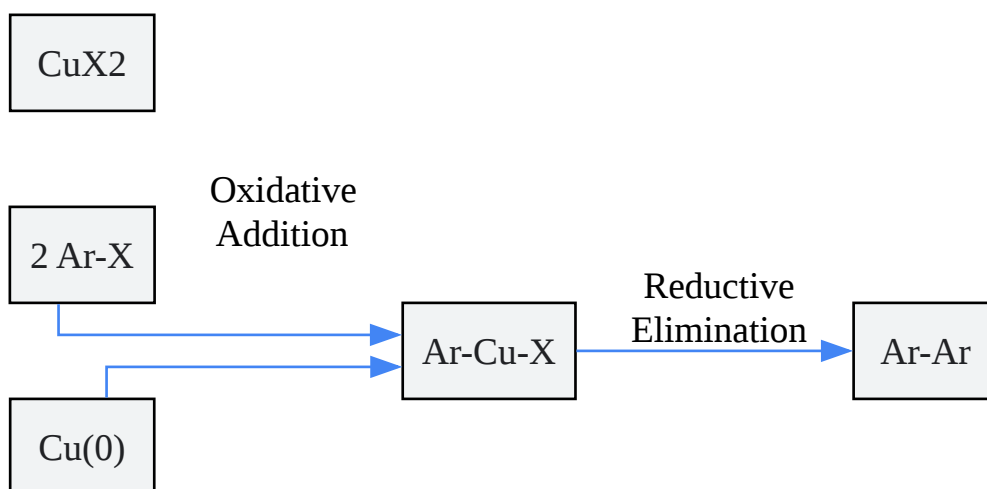 CuX2
Oxidative
Addition
2 Ar-X
Reductive
Elimination
Ar-Cu-X
Ar-Ar
Cu(0)